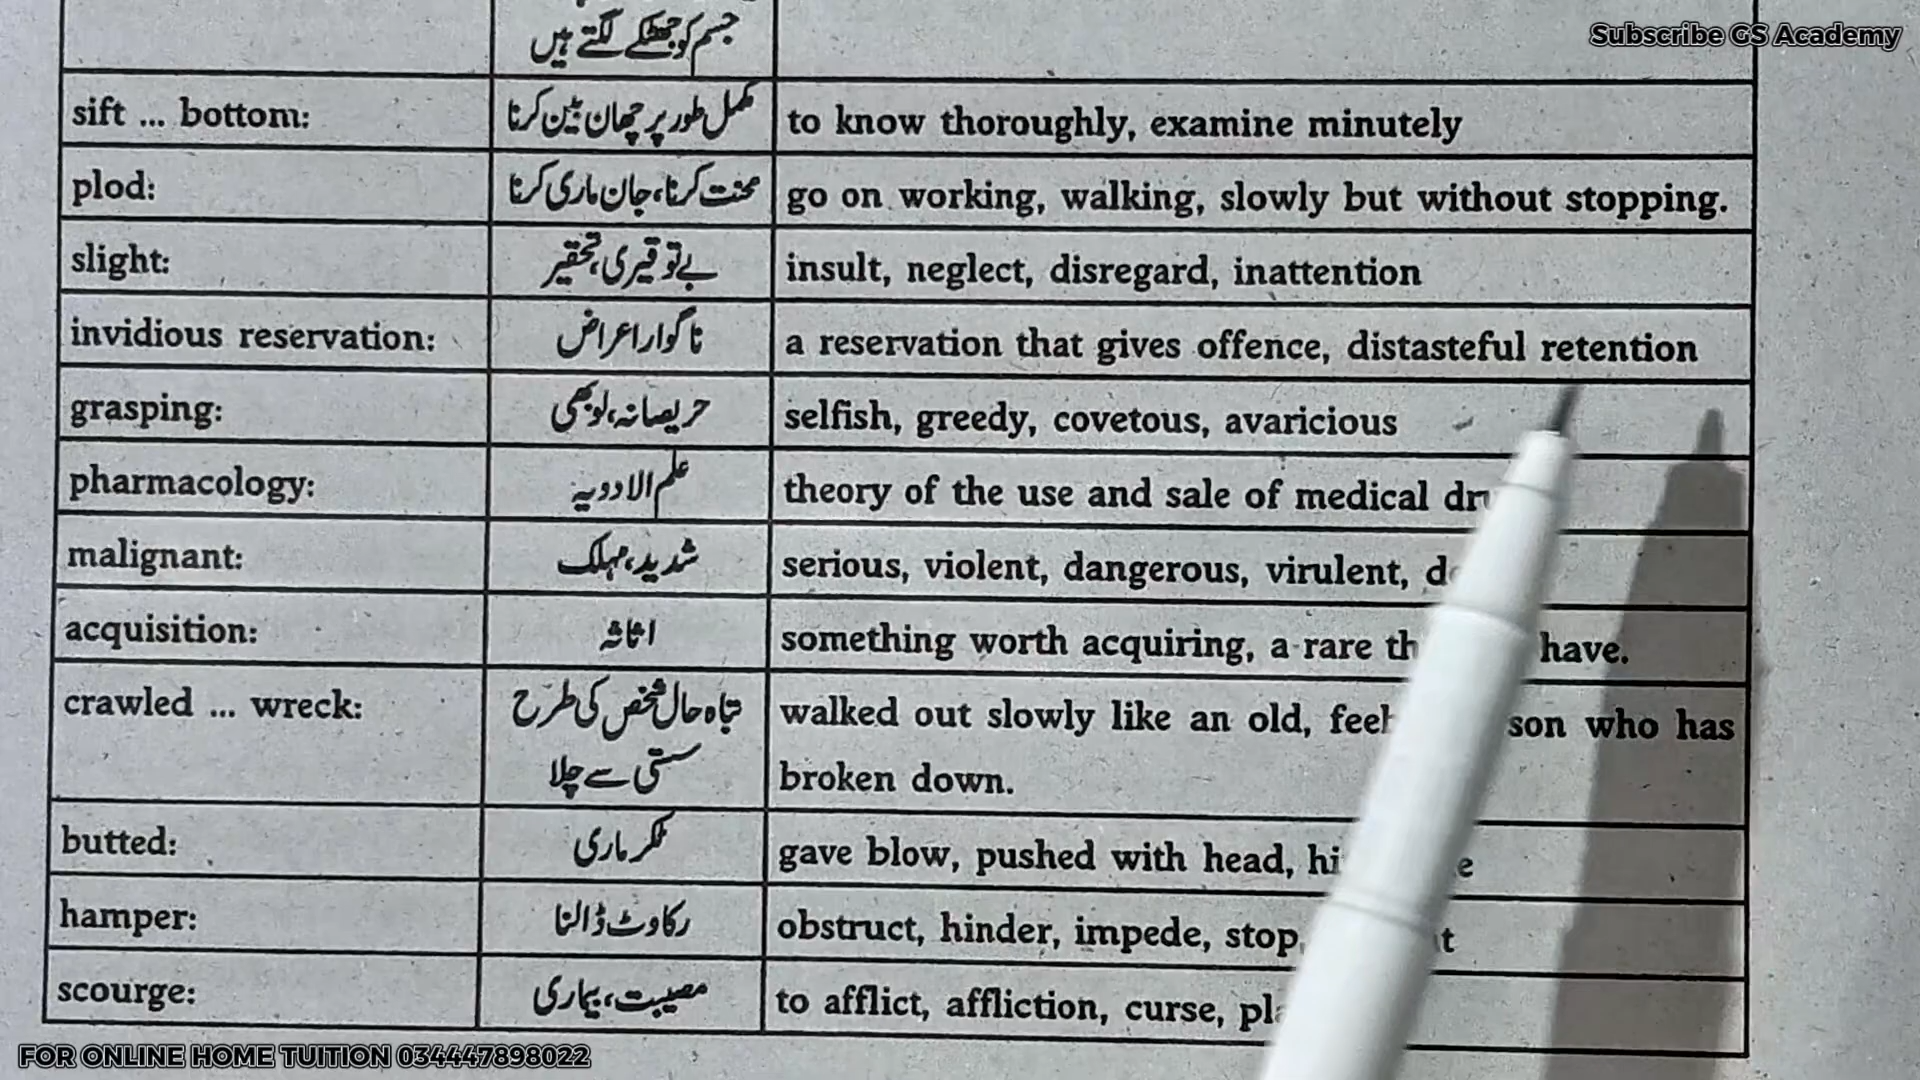 Subscribe GS Academy
جسم کو جھٹکے لگتے ہیں
sift ... bottom: مکمل طور پر چھان بین کرنا to know thoroughly, examine minutely
plod: محنت کرنا، جان ماری کرنا go on working, walking, slowly but without stopping.
slight: بے توقیری، تحقیر insult, neglect, disregard, inattention
invidious reservation: ناگوار اعراض a reservation that gives offence, distasteful retention
grasping: حریصانہ، لوبھی selfish, greedy, covetous, avaricious
pharmacology: علم الادویہ theory of the use and sale of medical
malignant: شدید، مہلک serious, violent, dangerous, virulent,
acquisition: اثاثہ something worth acquiring, a rare have.
crawled ... wreck: تباہ حال شخص کی طرح walked out slowly like an old, who has
سستی سے چلا broken down.
butted: ٹکر ماری gave blow, pushed with head,
hamper: رکاوٹ ڈالنا obstruct, hinder, impede, stop,
scourge: مصیبت، بیماری to afflict, affliction, curse,
FOR ONLINE HOME TUITION 034447898022